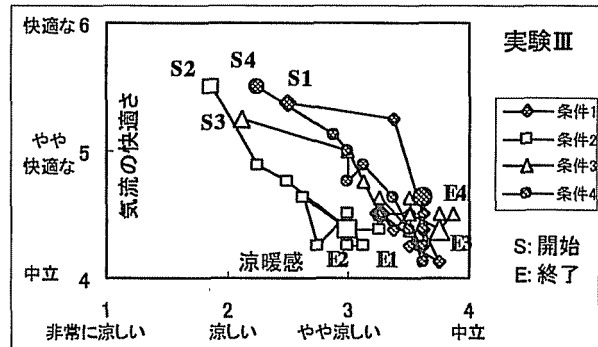 快適な 6
実験III
S2
S4
S1
S3
気流の快適さ
やや
快適な
5
条件1
条件2
条件3
条件4
E4
E3
E2
E1
涼暖感
S: 開始
E: 終了
中立
4
1
2
3
4
非常に涼しい
涼しい
やや涼しい
中立